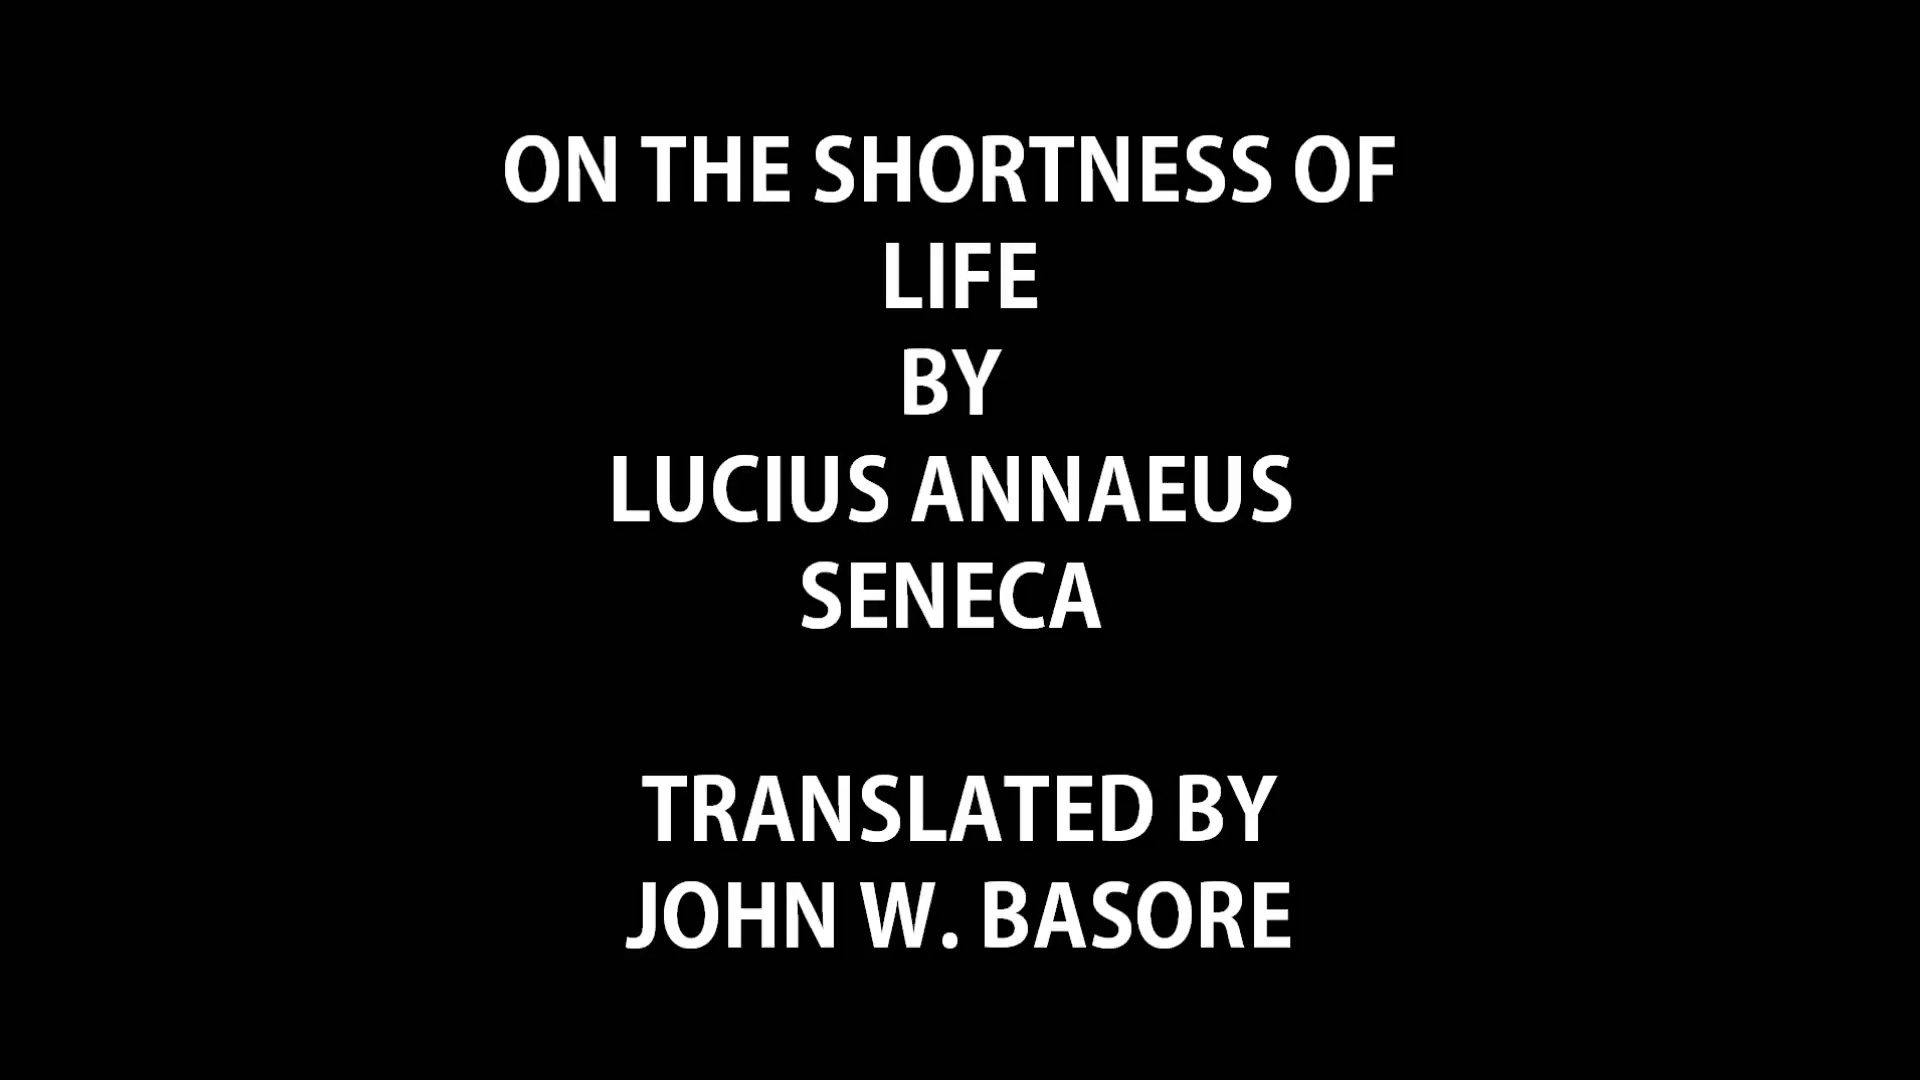 ON THE SHORTNESS OF
LIFE
BY
LUCIUS ANNAEUS
SENECA
TRANSLATED BY
JOHN W. BASORE